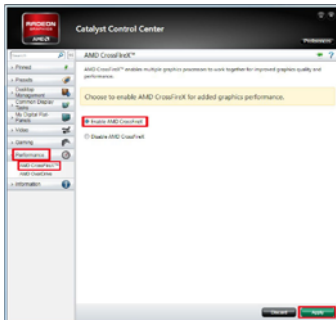 RADEON
GRAPHICS
AMD
Catalyst Control Center
Performance
Search
AMD CrossFireX™
Pinned
Presets
Desktop
Management
Common Display
Tasks
My Digital Flat-
Panels
Video
Gaming
Performance
AMD CrossFireX™
AMD OverDrive
Information
AMD CrossFireX™ enables multiple graphics processors to work together for improved graphics quality and
performance.
Choose to enable AMD CrossFireX for added graphics performance.
Enable AMD CrossFireX
Disable AMD CrossFireX
Discard
Apply